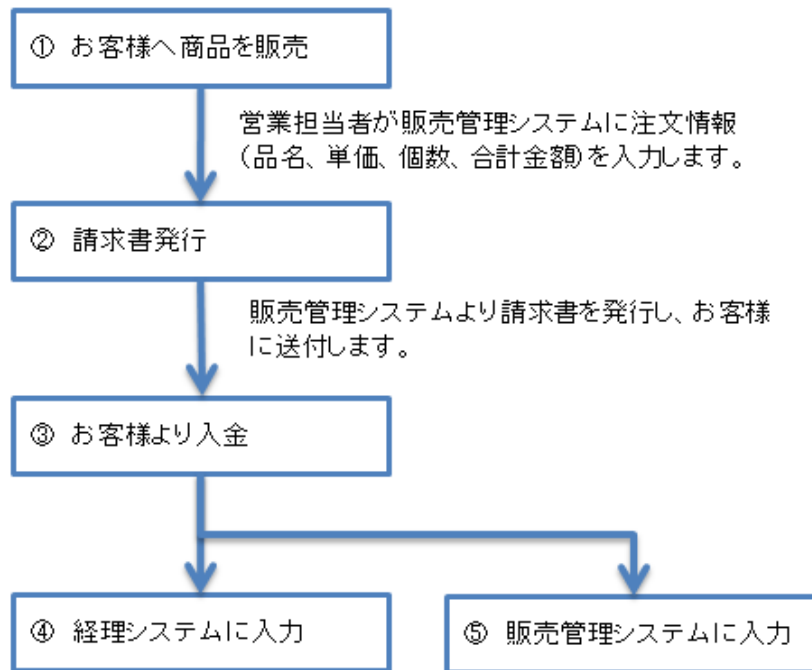 ① お客様へ商品を販売
営業担当者が販売管理システムに注文情報
（品名、単価、個数、合計金額）を入力します。
② 請求書発行
販売管理システムより請求書を発行し、お客様
に送付します。
③ お客様より入金
④ 経理システムに入力
⑤ 販売管理システムに入力